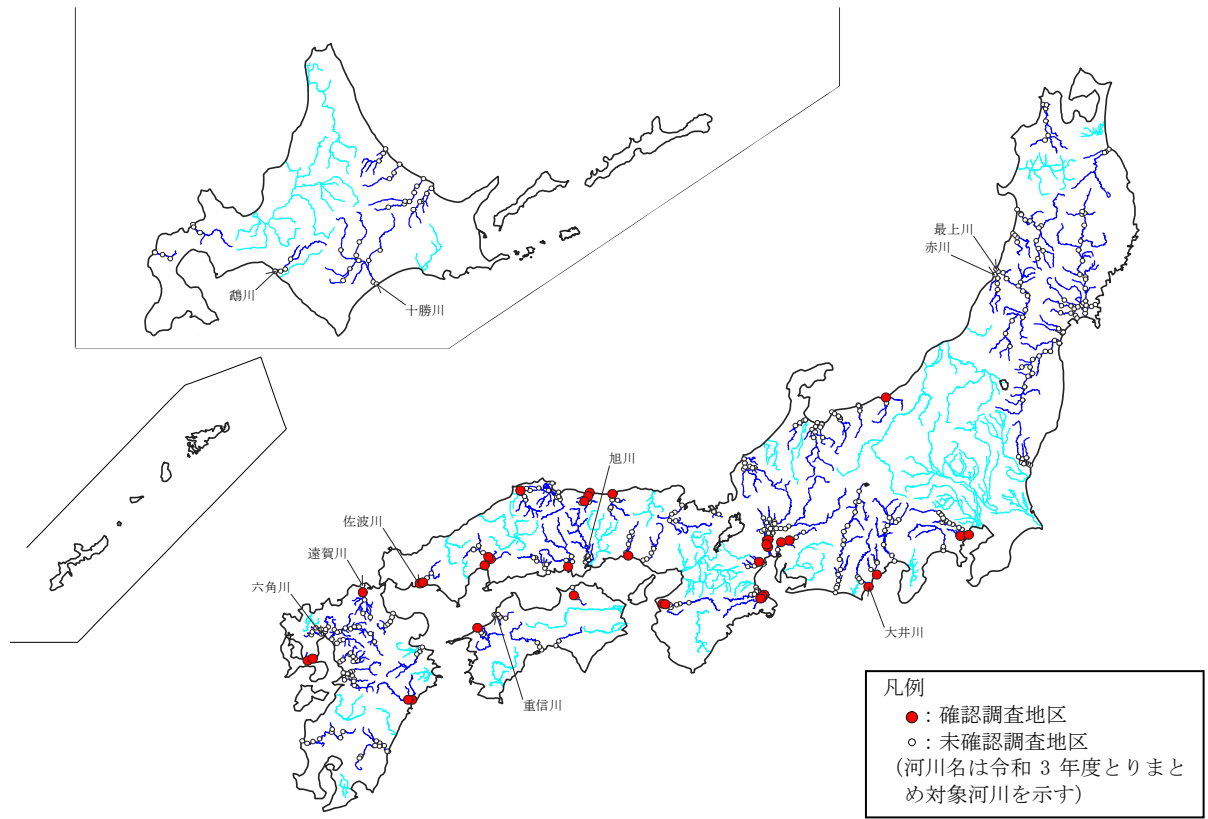 最上川
赤川
鵡川
十勝川
旭川
佐波川
遠賀川
六角川
大井川
重信川
凡例
：確認調査地区
：未確認調査地区
（河川名は令和 3 年度とりまと
め対象河川を示す）